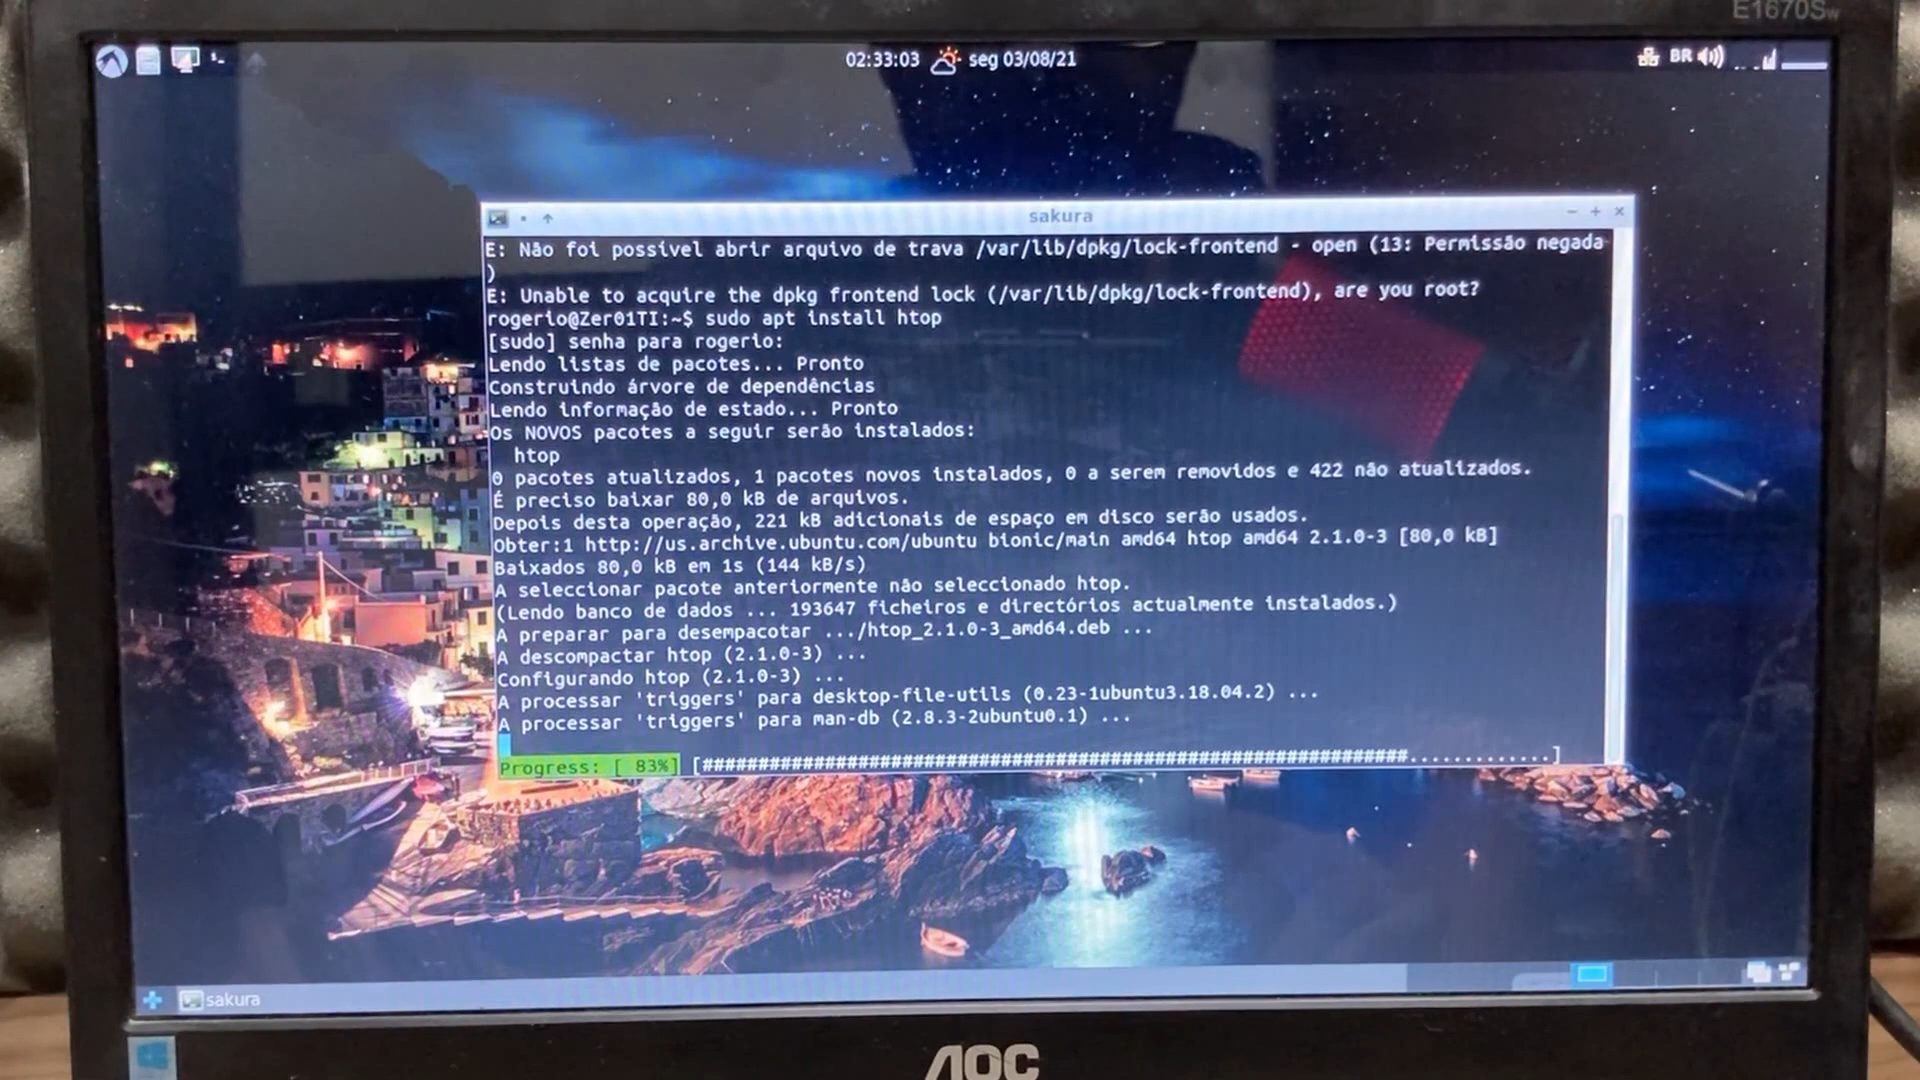 E1670Sw
02:33:03 seg 03/08/21 BR
sakura
E: Não foi possível abrir arquivo de trava /var/lib/dpkg/lock-frontend - open (13: Permissão negada
)
E: Unable to acquire the dpkg frontend lock (/var/lib/dpkg/lock-frontend), are you root?
rogerio@Zer01TI:~$ sudo apt install htop
[sudo] senha para rogerio:
Lendo listas de pacotes... Pronto
Construindo árvore de dependências
Lendo informação de estado... Pronto
Os NOVOS pacotes a seguir serão instalados:
htop
0 pacotes atualizados, 1 pacotes novos instalados, 0 a serem removidos e 422 não atualizados.
É preciso baixar 80,0 kB de arquivos.
Depois desta operação, 221 kB adicionais de espaço em disco serão usados.
Obter:1 http://us.archive.ubuntu.com/ubuntu bionic/main amd64 htop amd64 2.1.0-3 [80,0 kB]
Baixados 80,0 kB em 1s (144 kB/s)
A seleccionar pacote anteriormente não seleccionado htop.
(Lendo banco de dados ... 193647 ficheiros e directórios actualmente instalados.)
A preparar para desempacotar .../htop_2.1.0-3_amd64.deb ...
A descompactar htop (2.1.0-3) ...
Configurando htop (2.1.0-3) ...
A processar 'triggers' para desktop-file-utils (0.23-1ubuntu3.18.04.2) ...
A processar 'triggers' para man-db (2.8.3-2ubuntu0.1) ...
Progress: [ 83%] [###############################################################.............]
sakura
AOC